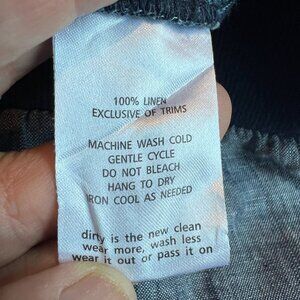 100% LINEN
EXCLUSIVE OF TRIMS
MACHINE WASH COLD
GENTLE CYCLE
DO NOT BLEACH
HANG TO DRY
IRON COOL AS NEEDED
dirty is the new clean
wear more, wash less
wear it out or pass it on